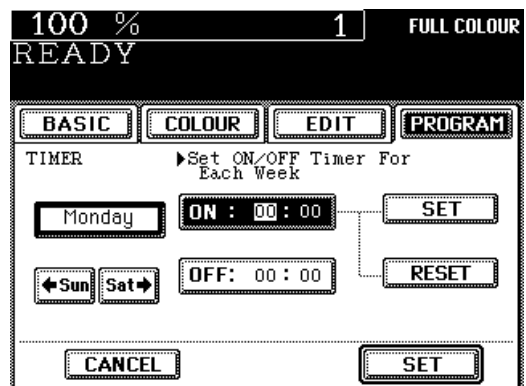 100 % 1 FULL COLOUR
READY
BASIC COLOUR EDIT PROGRAM
TIMER ▶Set ON/OFF Timer For
Each Week
Monday ON : 00 : 00 SET
←Sun Sat→ OFF: 00 : 00 RESET
CANCEL SET